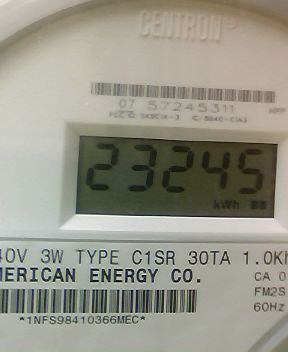 CENTRON®
07 57245311
23245
kWh
40V 3W TYPE C1SR 30TA 1.0Kh
MERICAN ENERGY CO.
CA 0
FM2S
60Hz
*1NFS98410366MEC*